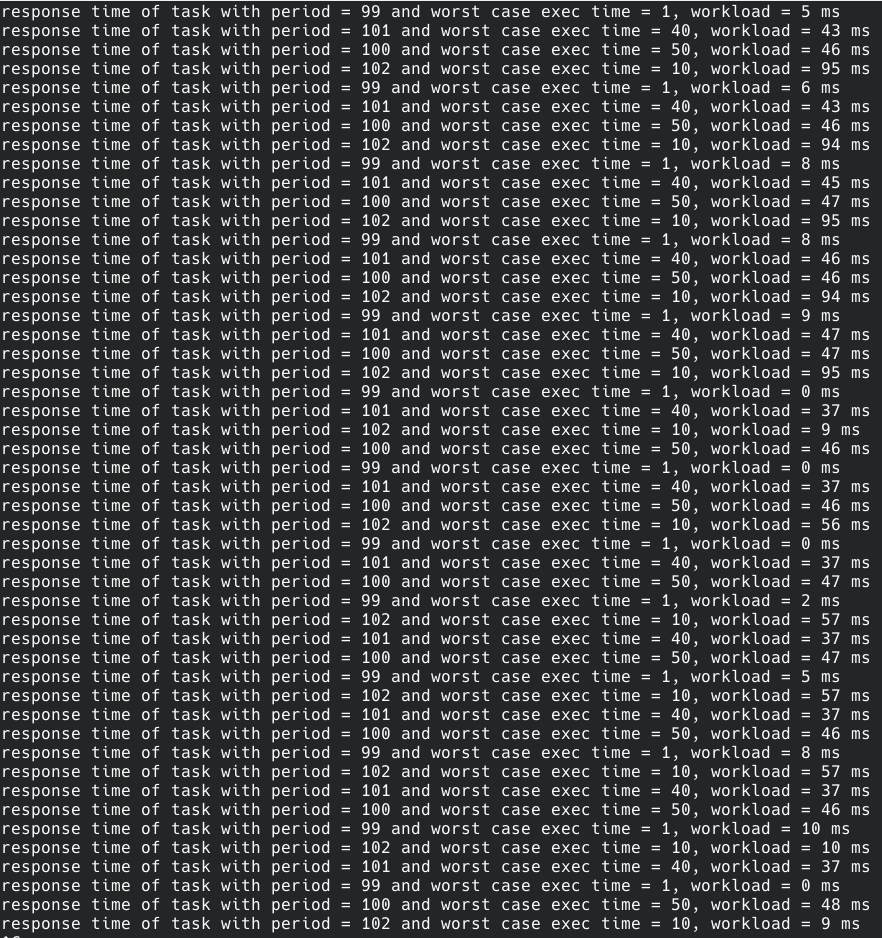 response time of task with period = 99 and worst case exec time = 1, workload = 5 ms
response time of task with period = 101 and worst case exec time = 40, workload = 43 ms
response time of task with period = 100 and worst case exec time = 50, workload = 46 ms
response time of task with period = 102 and worst case exec time = 10, workload = 95 ms
response time of task with period = 99 and worst case exec time = 1, workload = 6 ms
response time of task with period = 101 and worst case exec time = 40, workload = 43 ms
response time of task with period = 100 and worst case exec time = 50, workload = 46 ms
response time of task with period = 102 and worst case exec time = 10, workload = 94 ms
response time of task with period = 99 and worst case exec time = 1, workload = 8 ms
response time of task with period = 101 and worst case exec time = 40, workload = 45 ms
response time of task with period = 100 and worst case exec time = 50, workload = 47 ms
response time of task with period = 102 and worst case exec time = 10, workload = 95 ms
response time of task with period = 99 and worst case exec time = 1, workload = 8 ms
response time of task with period = 101 and worst case exec time = 40, workload = 46 ms
response time of task with period = 100 and worst case exec time = 50, workload = 46 ms
response time of task with period = 102 and worst case exec time = 10, workload = 94 ms
response time of task with period = 99 and worst case exec time = 1, workload = 9 ms
response time of task with period = 101 and worst case exec time = 40, workload = 47 ms
response time of task with period = 100 and worst case exec time = 50, workload = 47 ms
response time of task with period = 102 and worst case exec time = 10, workload = 95 ms
response time of task with period = 99 and worst case exec time = 1, workload = 0 ms
response time of task with period = 101 and worst case exec time = 40, workload = 37 ms
response time of task with period = 102 and worst case exec time = 10, workload = 9 ms
response time of task with period = 100 and worst case exec time = 50, workload = 46 ms
response time of task with period = 99 and worst case exec time = 1, workload = 0 ms
response time of task with period = 101 and worst case exec time = 40, workload = 37 ms
response time of task with period = 100 and worst case exec time = 50, workload = 46 ms
response time of task with period = 102 and worst case exec time = 10, workload = 56 ms
response time of task with period = 99 and worst case exec time = 1, workload = 0 ms
response time of task with period = 101 and worst case exec time = 40, workload = 37 ms
response time of task with period = 100 and worst case exec time = 50, workload = 47 ms
response time of task with period = 99 and worst case exec time = 1, workload = 2 ms
response time of task with period = 102 and worst case exec time = 10, workload = 57 ms
response time of task with period = 101 and worst case exec time = 40, workload = 37 ms
response time of task with period = 100 and worst case exec time = 50, workload = 47 ms
response time of task with period = 99 and worst case exec time = 1, workload = 5 ms
response time of task with period = 102 and worst case exec time = 10, workload = 57 ms
response time of task with period = 101 and worst case exec time = 40, workload = 37 ms
response time of task with period = 100 and worst case exec time = 50, workload = 46 ms
response time of task with period = 99 and worst case exec time = 1, workload = 8 ms
response time of task with period = 102 and worst case exec time = 10, workload = 57 ms
response time of task with period = 101 and worst case exec time = 40, workload = 37 ms
response time of task with period = 100 and worst case exec time = 50, workload = 46 ms
response time of task with period = 99 and worst case exec time = 1, workload = 10 ms
response time of task with period = 102 and worst case exec time = 10, workload = 10 ms
response time of task with period = 101 and worst case exec time = 40, workload = 37 ms
response time of task with period = 99 and worst case exec time = 1, workload = 0 ms
response time of task with period = 100 and worst case exec time = 50, workload = 48 ms
response time of task with period = 102 and worst case exec time = 10, workload = 9 ms